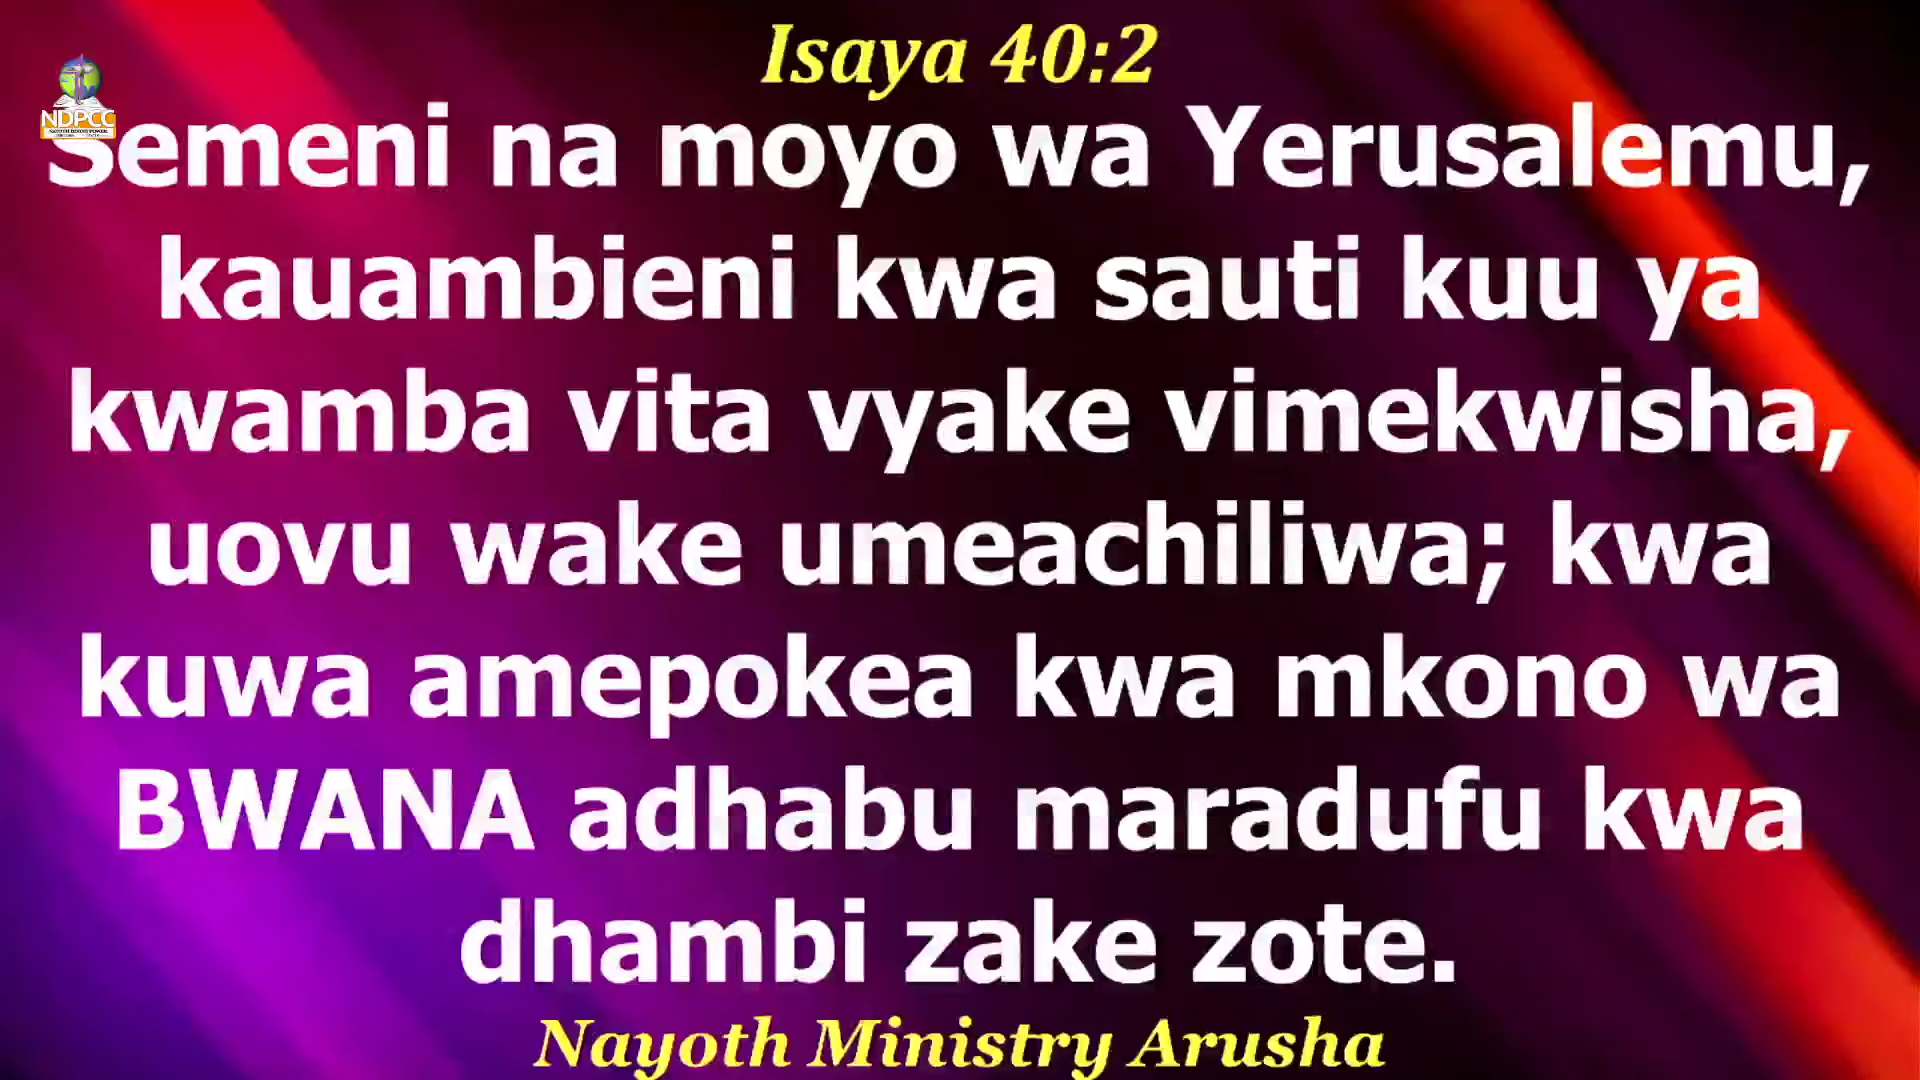 Isaya 40:2
NDPCC
Semeni na moyo wa Yerusalemu,
kauambieni kwa sauti kuu ya
kwamba vita vyake vimekwisha,
uovu wake umeachiliwa; kwa
kuwa amepokea kwa mkono wa
BWANA adhabu maradufu kwa
dhambi zake zote.
Nayoth Ministry Arusha